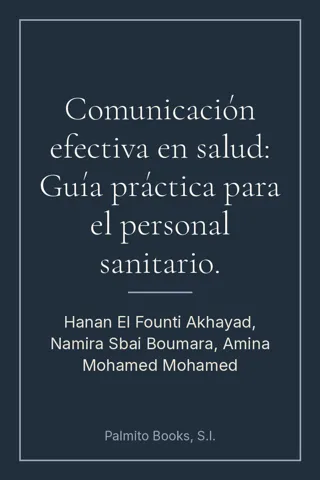 Comunicación
efectiva en salud:
Guía práctica para
el personal
sanitario.
Hanan El Founti Akhayad,
Namira Sbai Boumara, Amina
Mohamed Mohamed
Palmito Books, S.l.